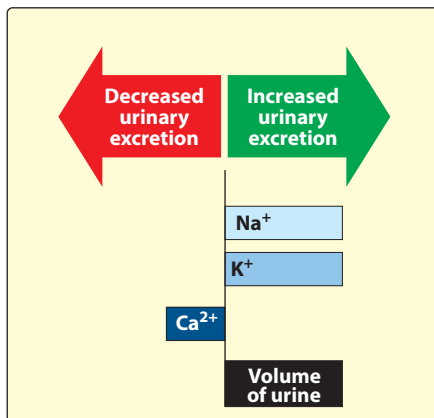 Decreased
urinary
excretion
Increased
urinary
excretion
Na⁺
K⁺
Ca²⁺
Volume
of urine